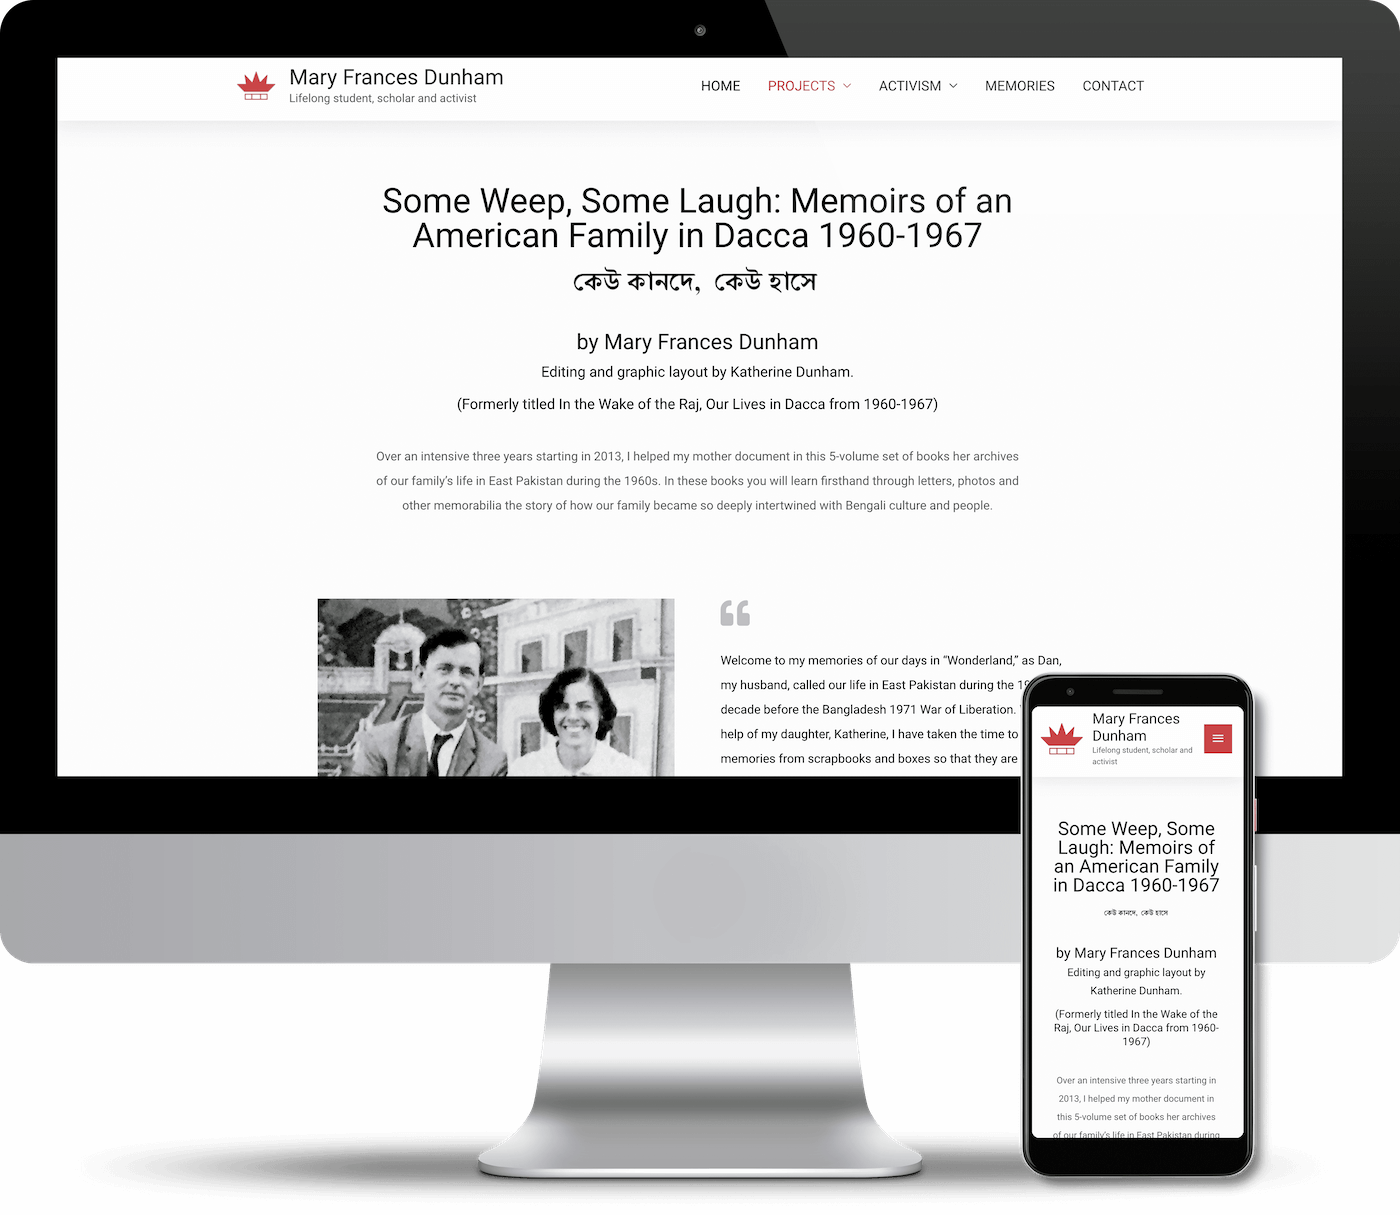 Mary Frances Dunham
Lifelong student, scholar and activist
HOME PROJECTS ACTIVISM MEMORIES CONTACT
Some Weep, Some Laugh: Memoirs of an
American Family in Dacca 1960-1967
কেউ কানদে, কেউ হাসে
by Mary Frances Dunham
Editing and graphic layout by Katherine Dunham.
(Formerly titled In the Wake of the Raj, Our Lives in Dacca from 1960-1967)
Over an intensive three years starting in 2013, I helped my mother document in this 5-volume set of books her archives
of our family’s life in East Pakistan during the 1960s. In these books you will learn firsthand through letters, photos and
other memorabilia the story of how our family became so deeply intertwined with Bengali culture and people.
“
Welcome to my memories of our days in “Wonderland,” as Dan,
my husband, called our life in East Pakistan during the
decade before the Bangladesh 1971 War of Liberation.
help of my daughter, Katherine, I have taken the time to
memories from scrapbooks and boxes so that they are
Mary Frances
Dunham
Lifelong student, scholar and
activist
Some Weep, Some
Laugh: Memoirs of
an American Family
in Dacca 1960-1967
কেউ কানদে, কেউ হাসে
by Mary Frances Dunham
Editing and graphic layout by
Katherine Dunham.
(Formerly titled In the Wake of the
Raj, Our Lives in Dacca from 1960-
1967)
Over an intensive three years starting in
2013, I helped my mother document in
this 5-volume set of books her archives
of our family’s life in East Pakistan during